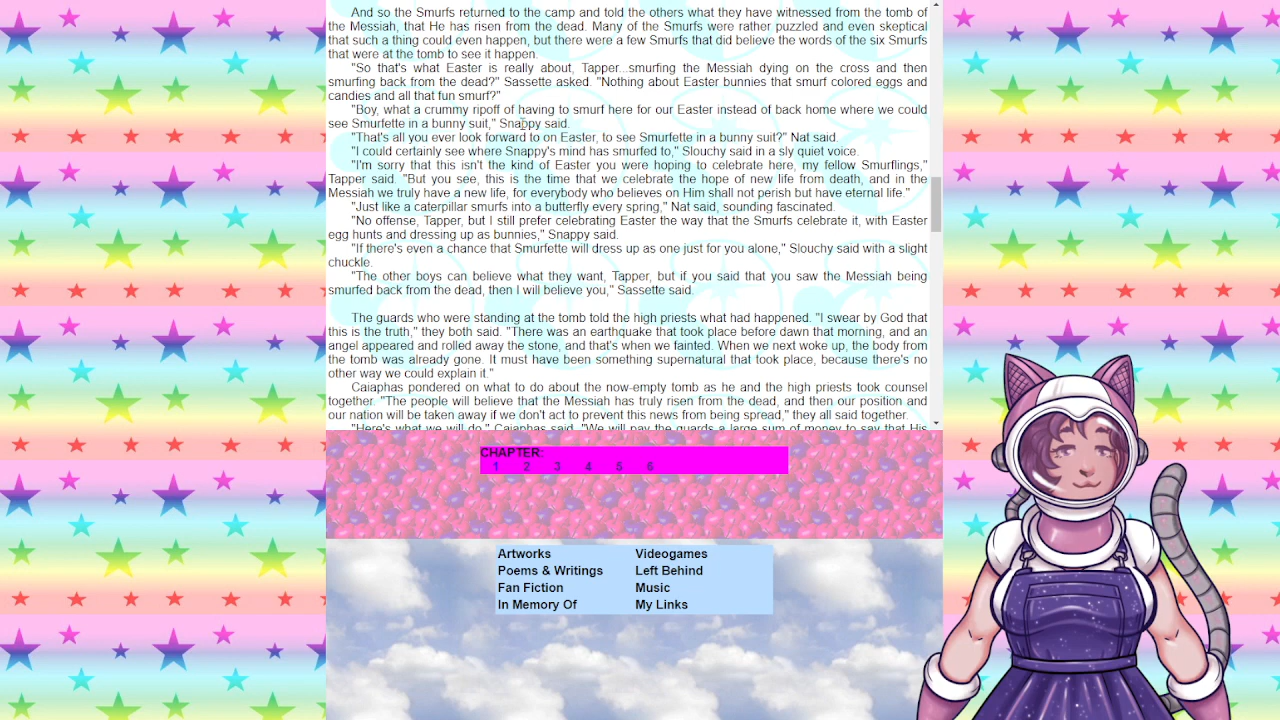 And so the Smurfs returned to the camp and told the others what they have witnessed from the tomb of
the Messiah, that He has risen from the dead. Many of the Smurfs were rather puzzled and even skeptical
that such a thing could even happen, but there were a few Smurfs that did believe the words of the six Smurfs
that were at the tomb to see it happen.
"So that's what Easter is really about, Tapper...smurfing the Messiah dying on the cross and then
smurfing back from the dead?" Sassette asked. "Nothing about Easter bunnies that smurf colored eggs and
candies and all that fun smurf?"
"Boy, what a crummy ripoff of having to smurf here for our Easter instead of back home where we could
see Smurfette in a bunny suit," Snappy said.
"That's all you ever look forward to on Easter, to see Smurfette in a bunny suit?" Nat said.
"I could certainly see where Snappy's mind has smurfed to," Slouchy said in a sly quiet voice.
"I'm sorry that this isn't the kind of Easter you were hoping to celebrate here, my fellow Smurflings,"
Tapper said. "But you see, this is the time that we celebrate the hope of new life from death, and in the
Messiah we truly have a new life, for everybody who believes on Him shall not perish but have eternal life."
"Just like a caterpillar smurfs into a butterfly every spring," Nat said, sounding fascinated.
"No offense, Tapper, but I still prefer celebrating Easter the way that the Smurfs celebrate it, with Easter
egg hunts and dressing up as bunnies," Snappy said.
"If there's even a chance that Smurfette will dress up as one just for you alone," Slouchy said with a slight
chuckle.
"The other boys can believe what they want, Tapper, but if you said that you saw the Messiah being
smurfed back from the dead, then I will believe you," Sassette said.
The guards who were standing at the tomb told the high priests what had happened. "I swear by God that
this is the truth," they both said. "There was an earthquake that took place before dawn that morning, and an
angel appeared and rolled away the stone, and that's when we fainted. When we next woke up, the body from
the tomb was already gone. It must have been something supernatural that took place, because there's no
other way we could explain it."
Caiaphas pondered on what to do about the now-empty tomb as he and the high priests took counsel
together. "The people will believe that the Messiah has truly risen from the dead, and then our position and
our nation will be taken away if we don't act to prevent this news from being spread," they all said together.
"Here's what we will do," Caiaphas said. "We will pay the guards a large sum of money to say that His
CHAPTER:
1 2 3 4 5 6
Artworks Videogames
Poems & Writings Left Behind
Fan Fiction Music
In Memory Of My Links